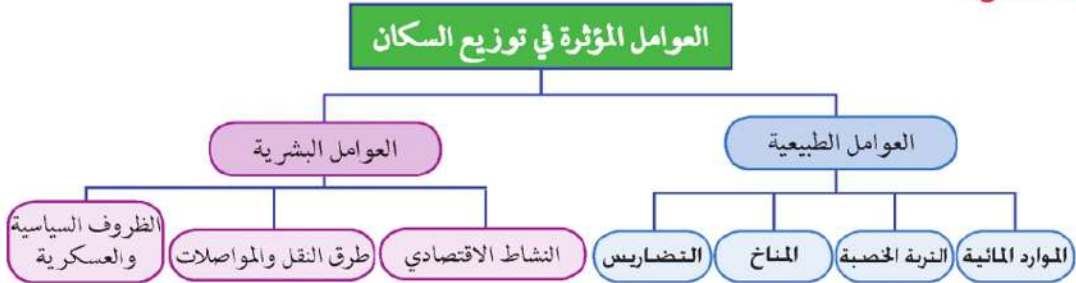 العوامل المؤثرة في توزيع السكان
العوامل الطبيعية
العوامل البشرية
الموارد المائية
التربة الخصبة
المناخ
التضاريس
النشاط الاقتصادي
طرق النقل والمواصلات
الظروف السياسية
والعسكرية